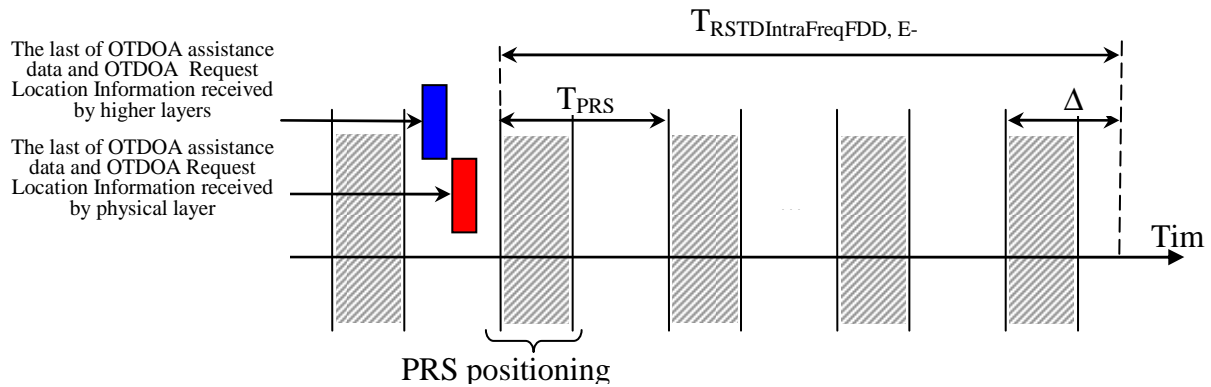 The last of OTDOA assistance
data and OTDOA Request
Location Information received
by higher layers
The last of OTDOA assistance
data and OTDOA Request
Location Information received
by physical layer
T_RSTDIntraFreqFDD, E-
T_PRS
Δ
. . .
Tim
PRS positioning